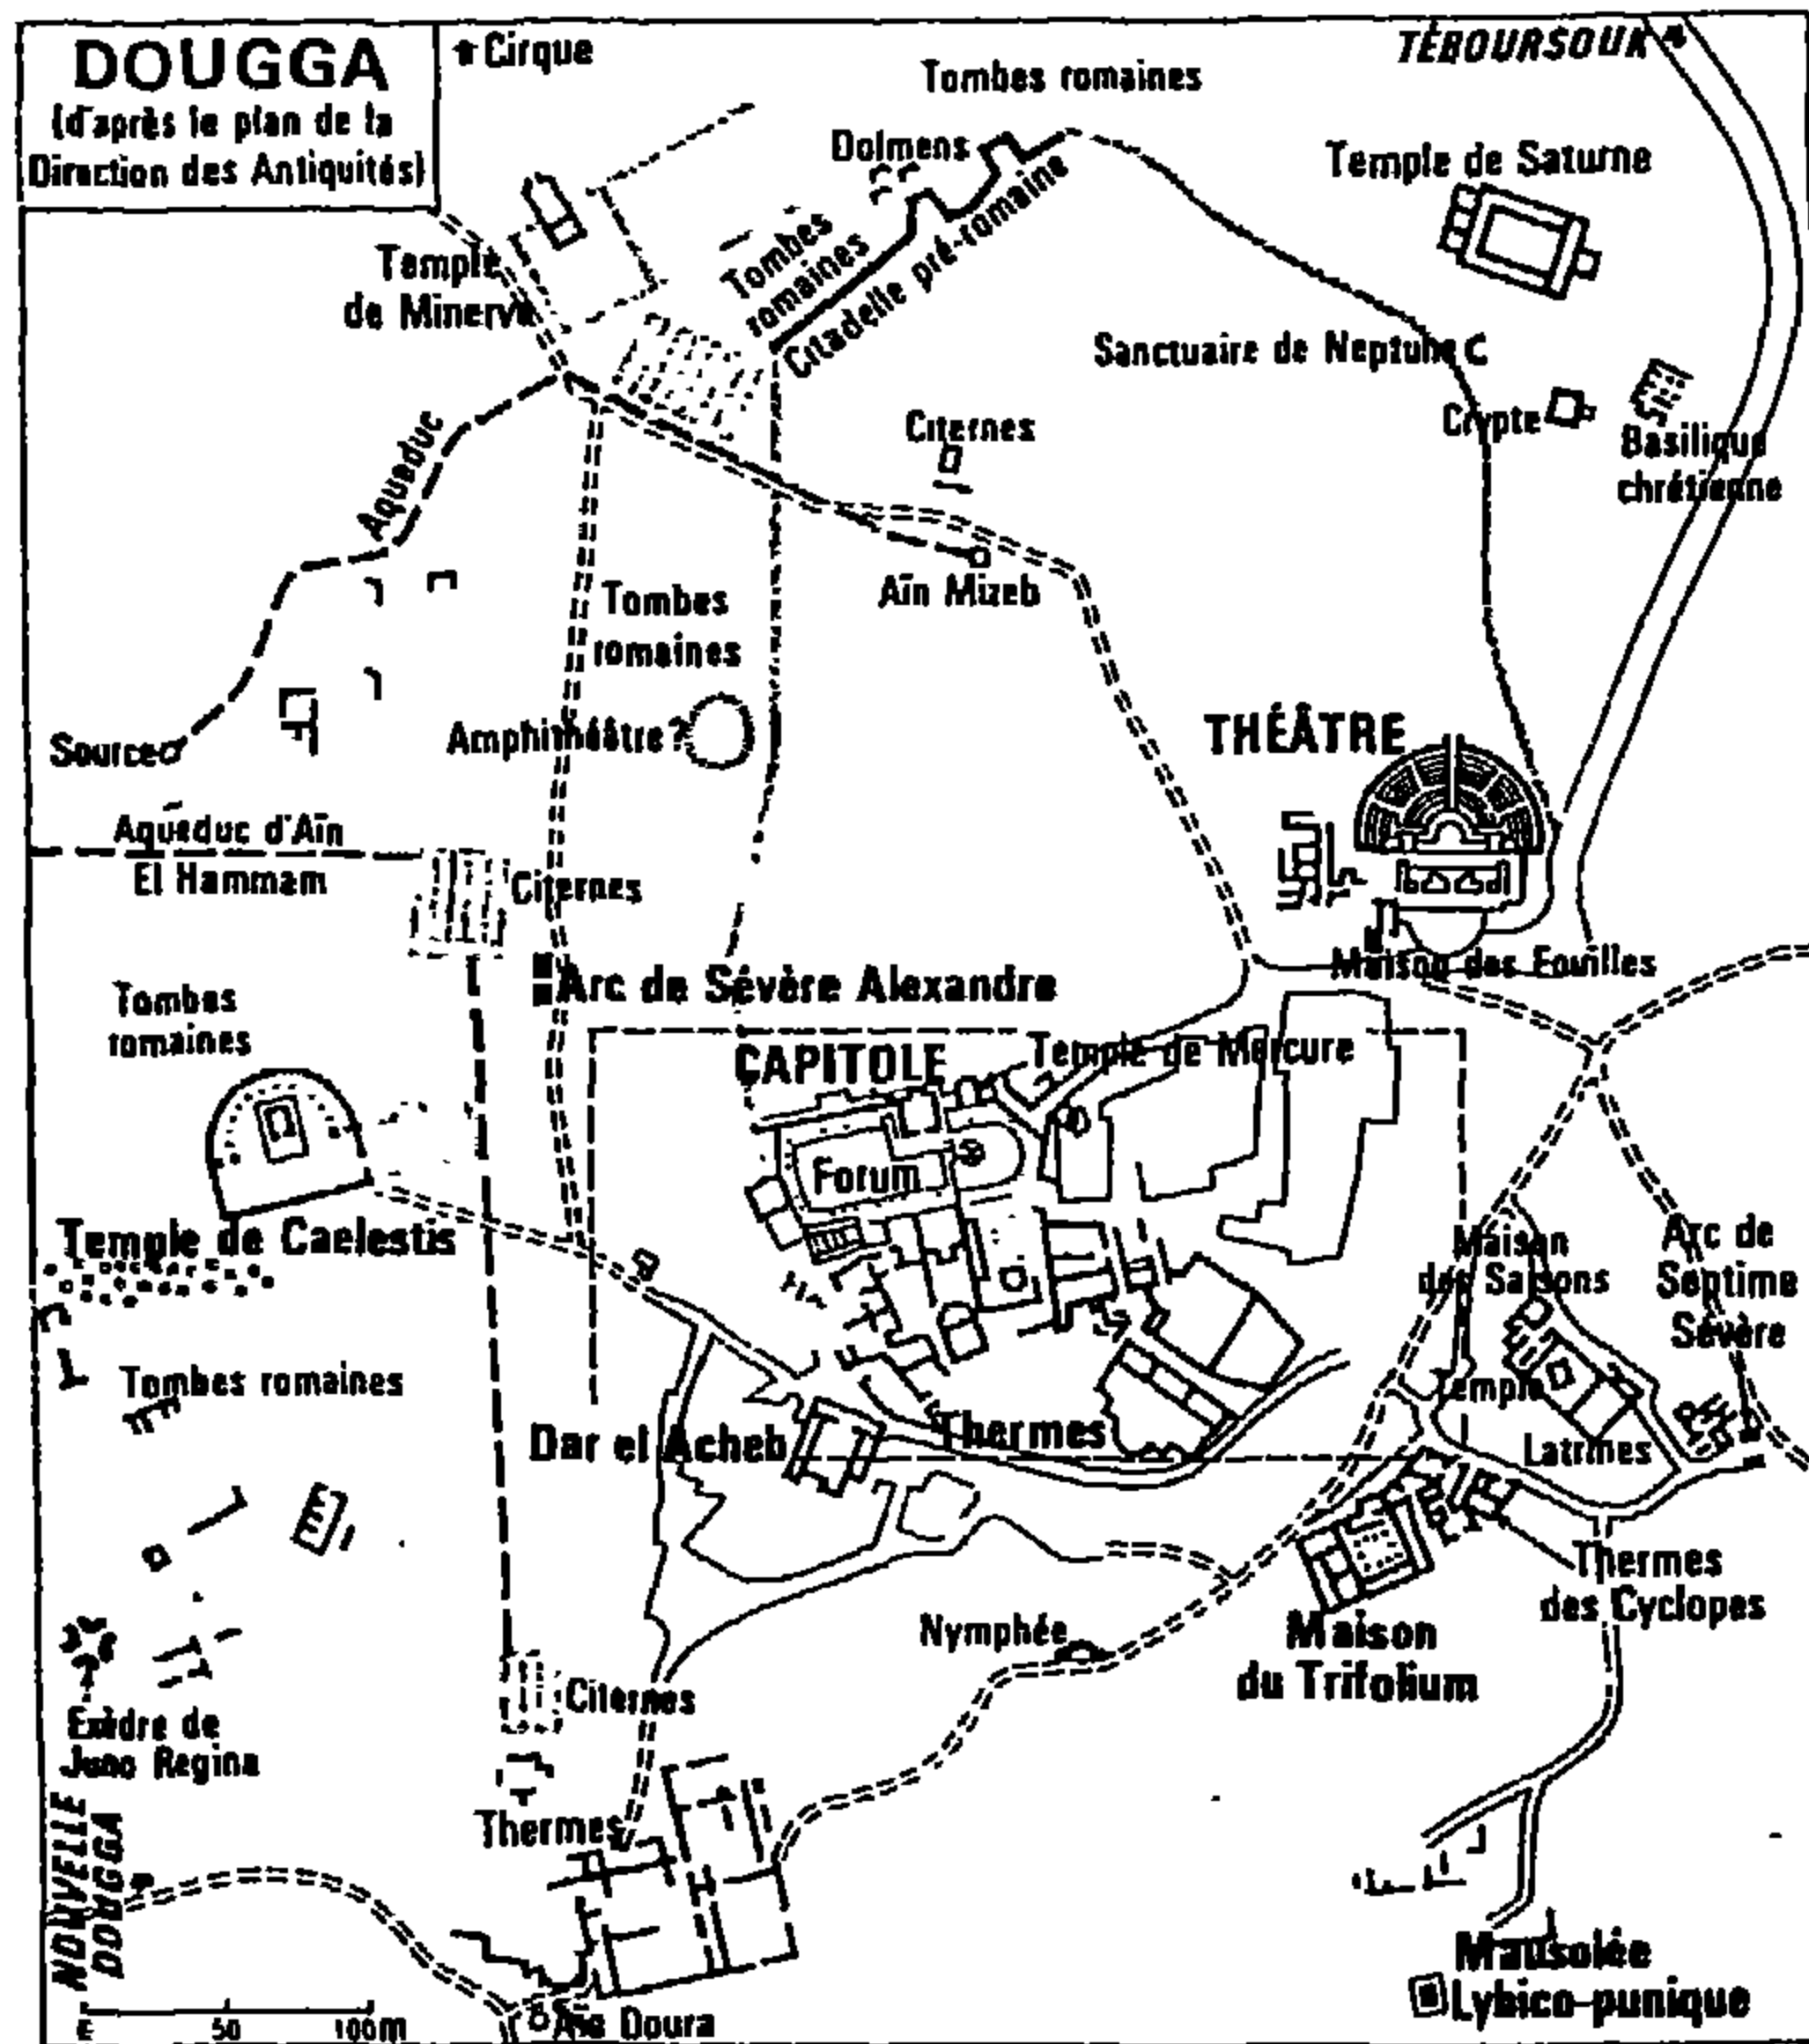 DOUGGA
(d'après le plan de la
Direction des Antiquités)
Cirque
TÉBOURSOUK
Tombes romaines
Dolmens
Temple de Saturne
Temple
de Minerve
Tombes
romaines
Citadelle pré-romaine
Sanctuaire de Neptune
Crypte
Basilique
chrétienne
Citernes
Aqueduc
Aïn Mizeb
Tombes
romaines
THÉÂTRE
Amphithéâtre?
Source
Aqueduc d'Aïn
El Hammam
Citernes
Maison des Fouilles
Arc de Sévère Alexandre
Tombes
romaines
CAPITOLE
Temple de Mercure
Forum
Temple de Caelestis
Maison
des Saisons
Arc de
Septime
Sévère
Tombes romaines
Temple
Dar el Acheb
Thermes
Latrines
Thermes
des Cyclopes
Nymphée
Maison
du Trifolium
Citernes
Exèdre de
Juno Regina
Thermes
NOUVELLE
DOUGGA
Mausolée
Lybico-punique
50
100m
Aïn Doura